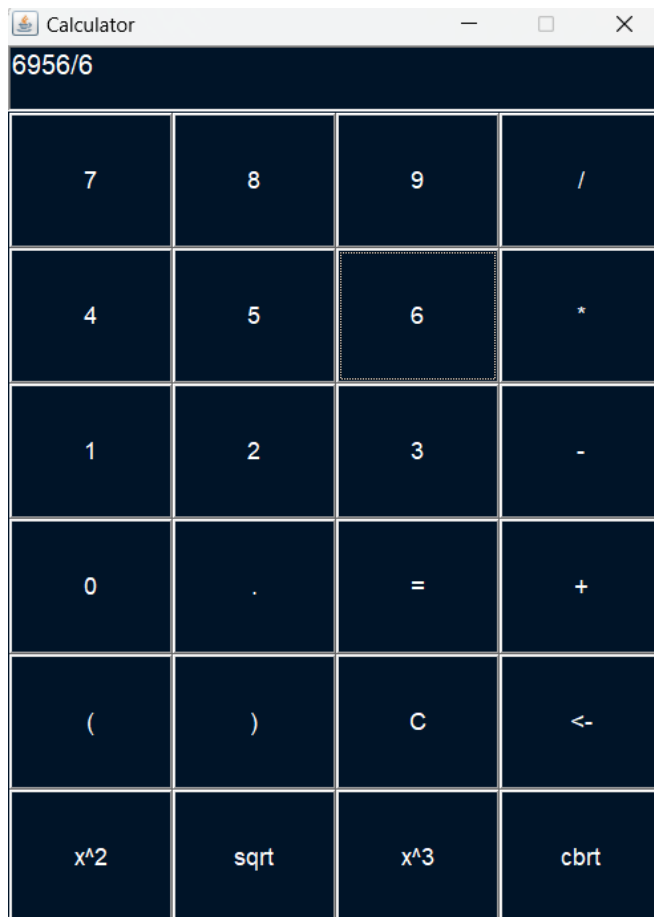 Calculator
6956/6
7 8 9 /
4 5 6 *
1 2 3 -
0 . = +
( ) C <-
x^2 sqrt x^3 cbrt